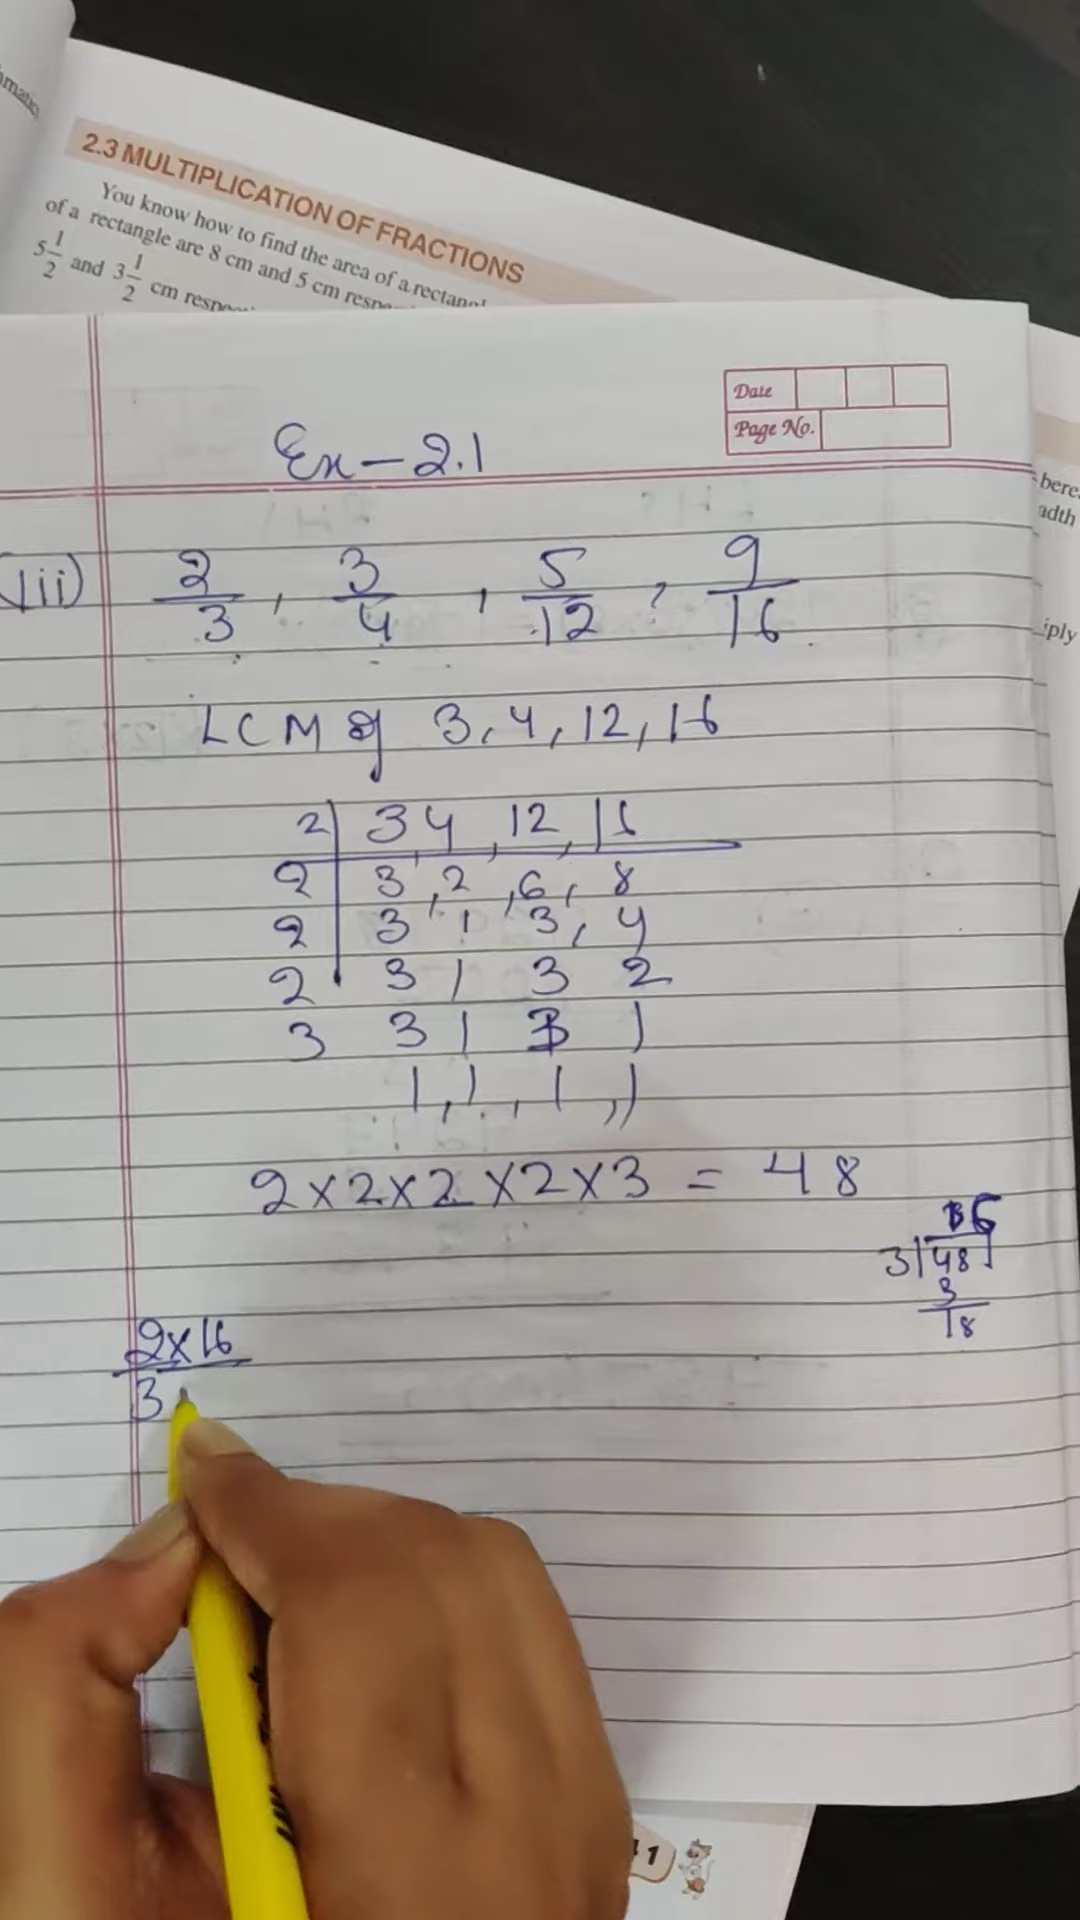 2.3 MULTIPLICATION OF FRACTIONS
You know how to find the area of a
of a rectangle are 8 cm and 5 cm
5 1/2 and 3 1/2 cm
Date
Page No.
Ex - 2.1
adth
iply
(iii) 2/3 , 3/4 , 5/12 , 9/16
LCM of 3, 4, 12, 16
2 | 3 4, 12, 16
2 | 3, 2, 6, 8
2 | 3 1 3, 4
2 3 1 3 2
3 3 1 3 1
1, 1, 1, 1
2 × 2 × 2 × 2 × 3 = 48
16
3 | 48
3
18
2 × 16
3
1